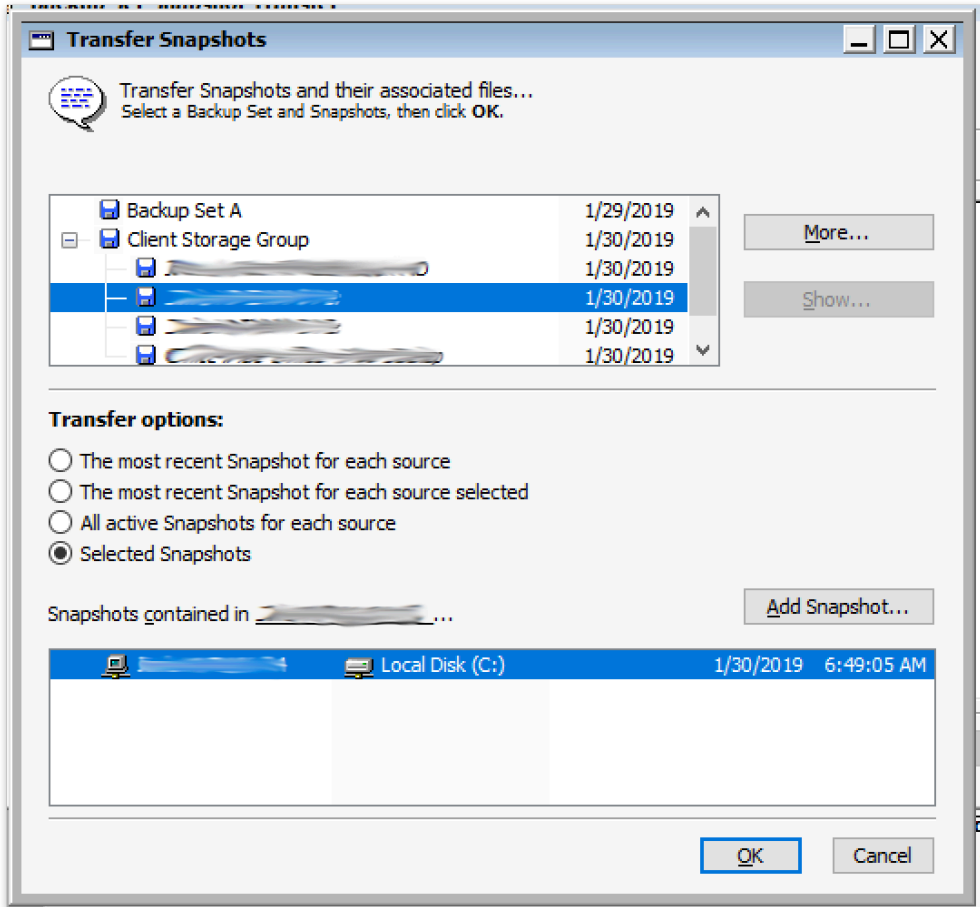 Transfer Snapshots
Transfer Snapshots and their associated files...
Select a Backup Set and Snapshots, then click OK.
Backup Set A 1/29/2019
Client Storage Group 1/30/2019
1/30/2019
1/30/2019
1/30/2019
1/30/2019
More...
Show...
Transfer options:
The most recent Snapshot for each source
The most recent Snapshot for each source selected
All active Snapshots for each source
Selected Snapshots
Snapshots contained in ...
Add Snapshot...
Local Disk (C:) 1/30/2019 6:49:05 AM
OK Cancel